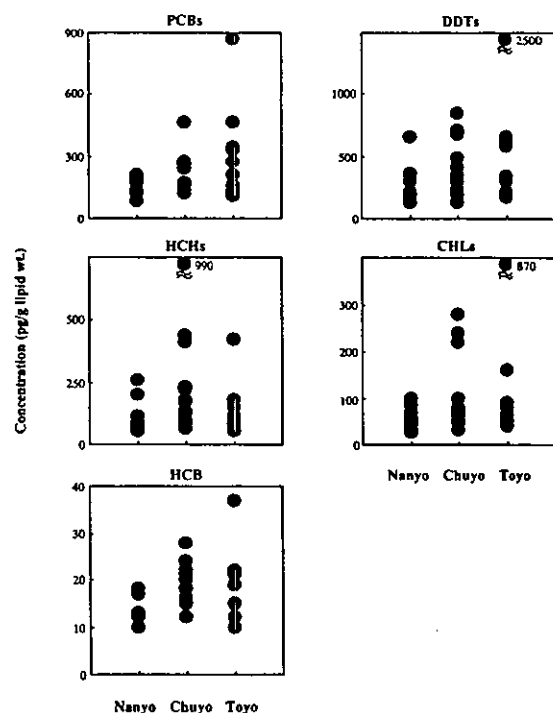 PCBs
900
600
300
0
DDTs
2500
1000
500
0
Concentration (pg/g lipid wt.)
HCHs
990
500
250
0
CHLs
870
300
200
100
0
Nanyo Chuyo Toyo
HCB
40
30
20
10
0
Nanyo Chuyo Toyo